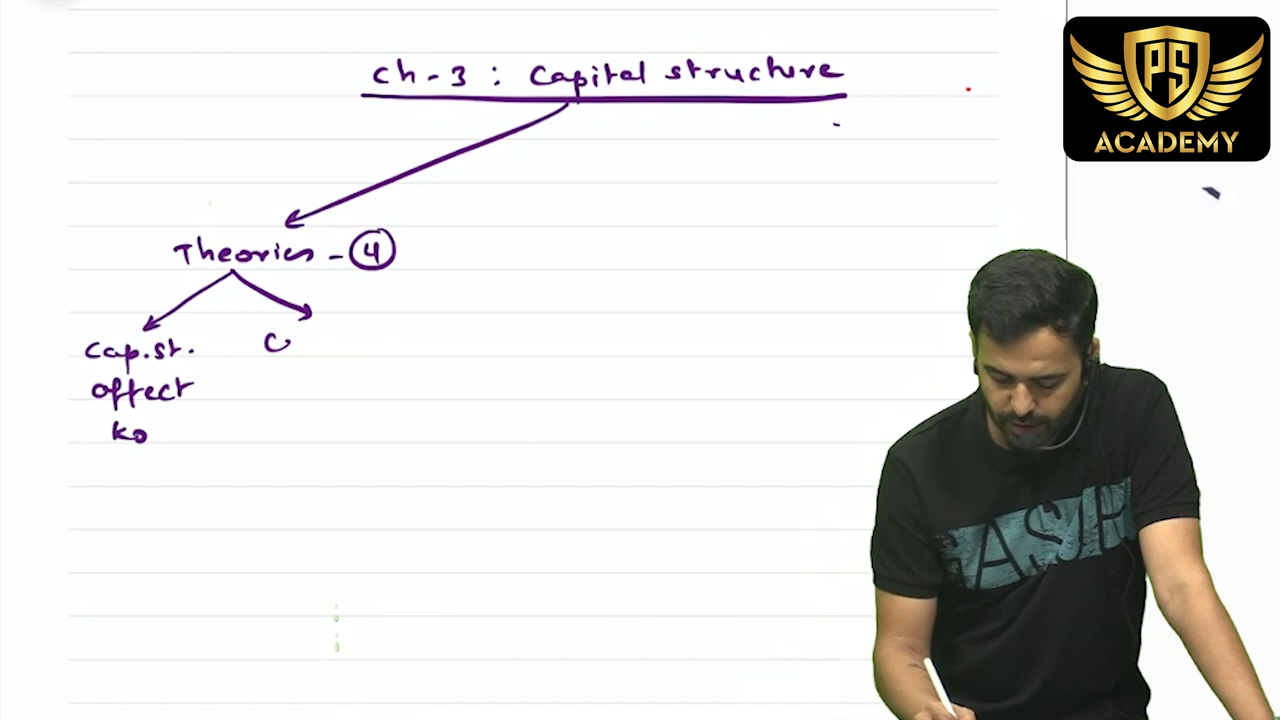 Ch-3 : Capital structure
PS
ACADEMY
Theories - 4
Cap.st.
affect
ko
C